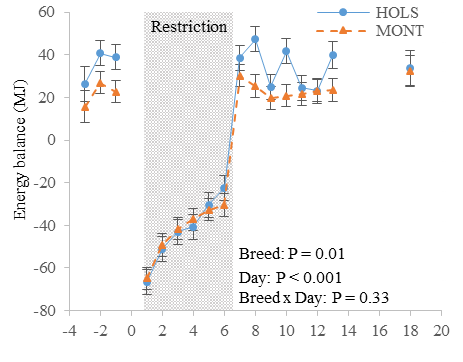 60
40
20
0
-20
-40
-60
-80
Energy balance (MJ)
Restriction
HOLS
MONT
Breed: P = 0.01
Day: P < 0.001
Breed x Day: P = 0.33
-4 -2 0 2 4 6 8 10 12 14 16 18 20